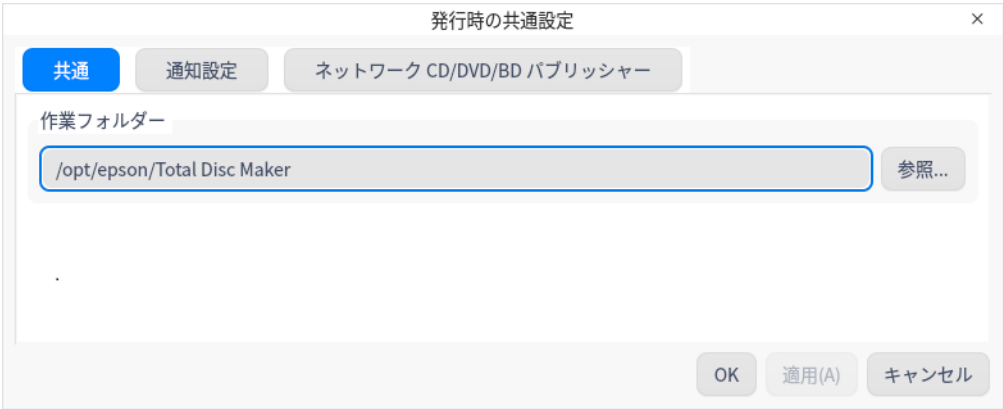 発行時の共通設定
共通 通知設定 ネットワーク CD/DVD/BD パブリッシャー
作業フォルダー
/opt/epson/Total Disc Maker 参照...
.
OK 適用(A) キャンセル